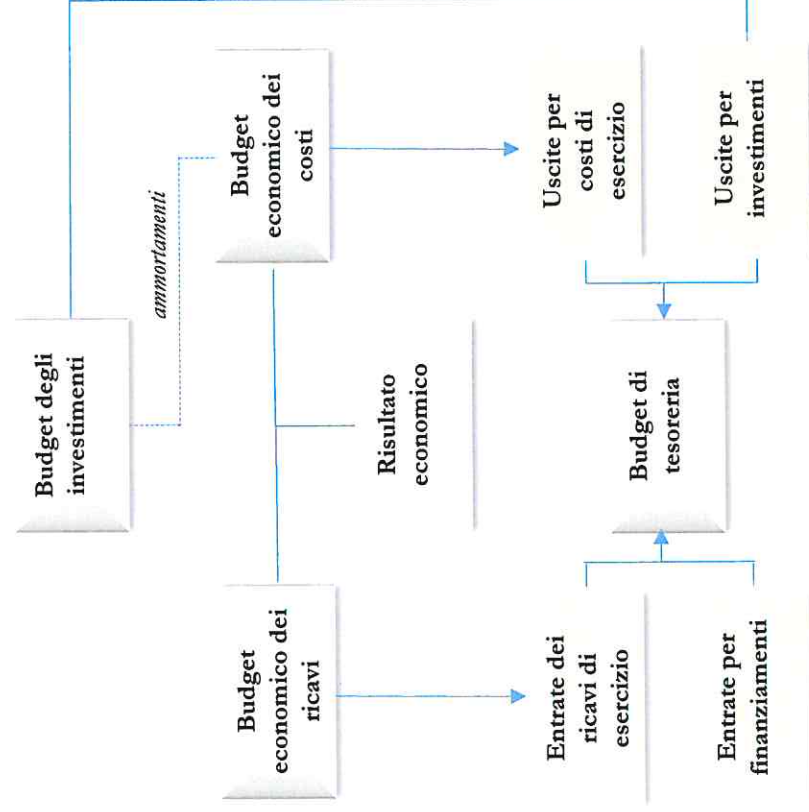 Budget degli
investimenti
ammortamenti
Budget
economico dei
ricavi
Budget
economico dei
costi
Risultato
economico
Entrate dei
ricavi di
esercizio
Budget di
tesoreria
Uscite per
costi di
esercizio
Entrate per
finanziamenti
Uscite per
investimenti